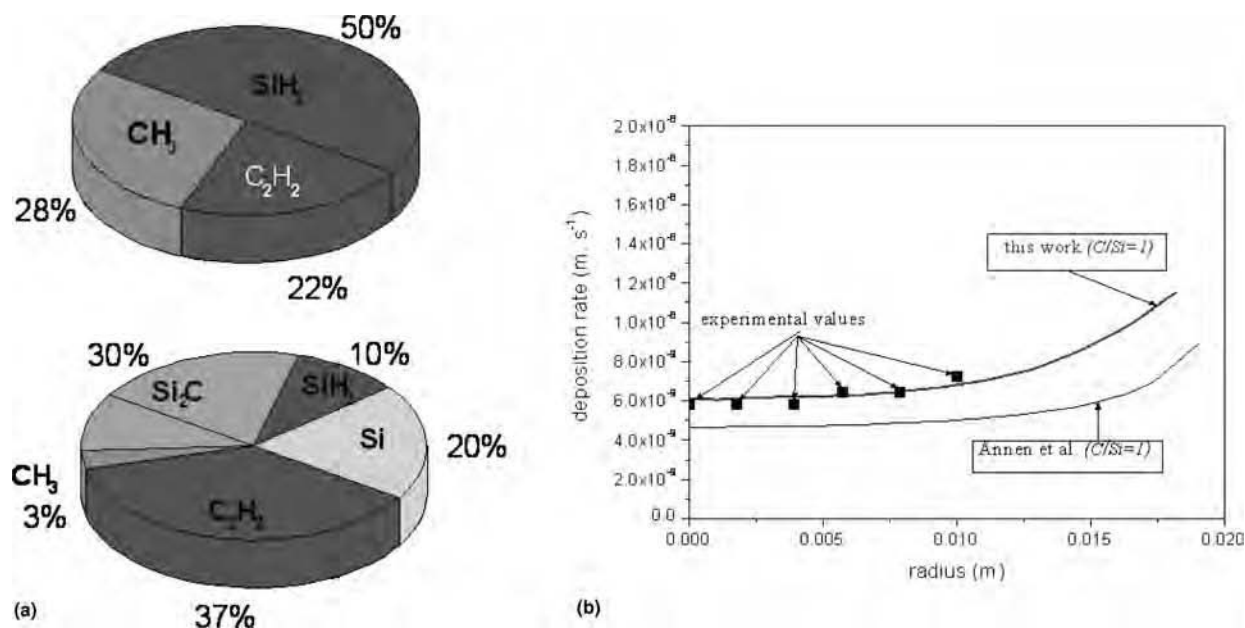 50%
CH₃
C₂H₂
28%
22%
30%
10%
Si₂C
Si
20%
CH₃
3%
C₂H₂
37%
(a)
2.0x10⁻⁸
1.8x10⁻⁸
1.6x10⁻⁸
1.4x10⁻⁸
1.2x10⁻⁸
1.0x10⁻⁸
8.0x10⁻⁹
6.0x10⁻⁹
4.0x10⁻⁹
2.0x10⁻⁹
0.0
deposition rate (m. s⁻¹)
this work (C/Si=1)
experimental values
Annen et al. (C/Si=1)
0.000
0.005
0.010
0.015
0.020
radius (m)
(b)